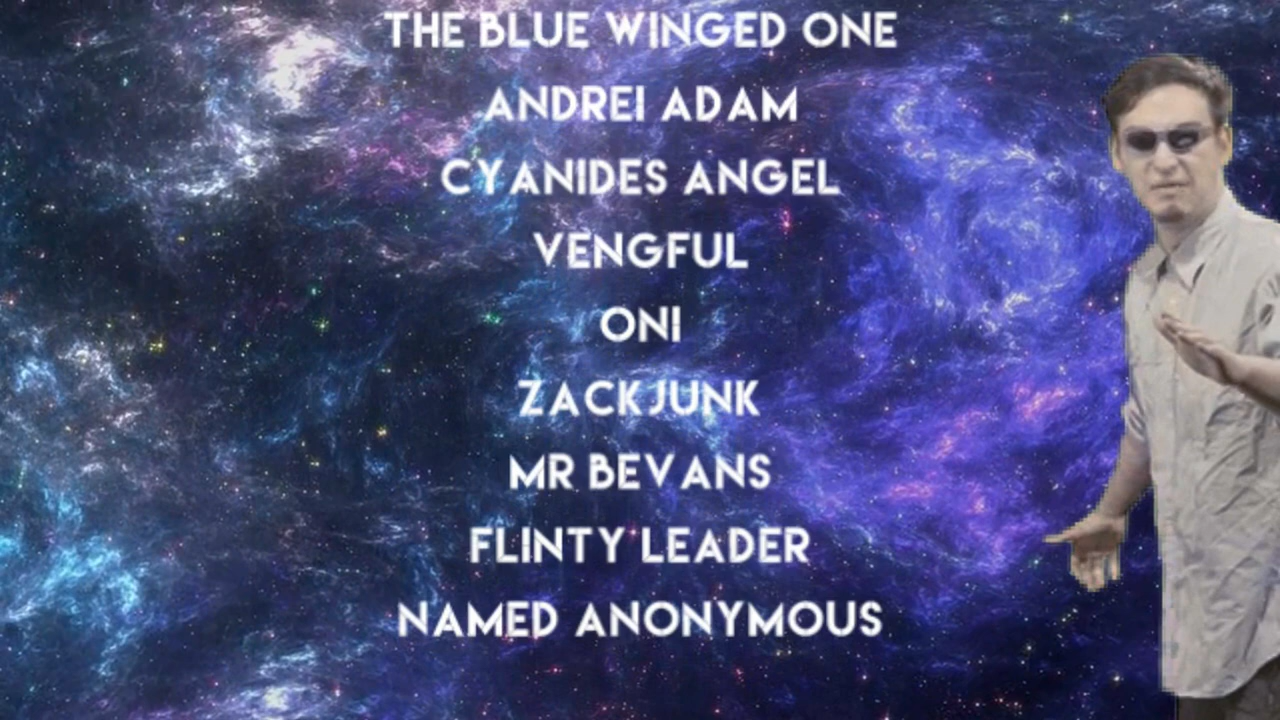 THE BLUE WINGED ONE
ANDREI ADAM
CYANIDES ANGEL
VENGFUL
ONI
ZACKJUNK
MR BEVANS
FLINTY LEADER
NAMED ANONYMOUS